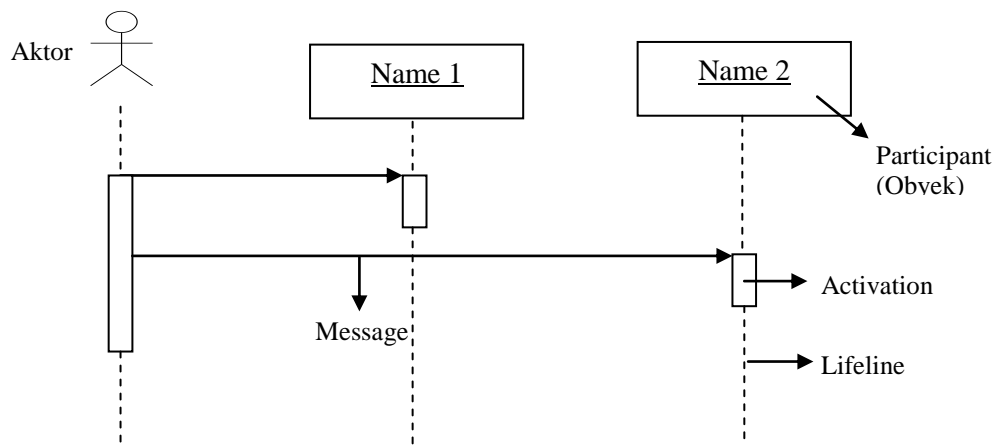 Aktor
Name 1
Name 2
Participant
(Obyek)
Activation
Message
Lifeline